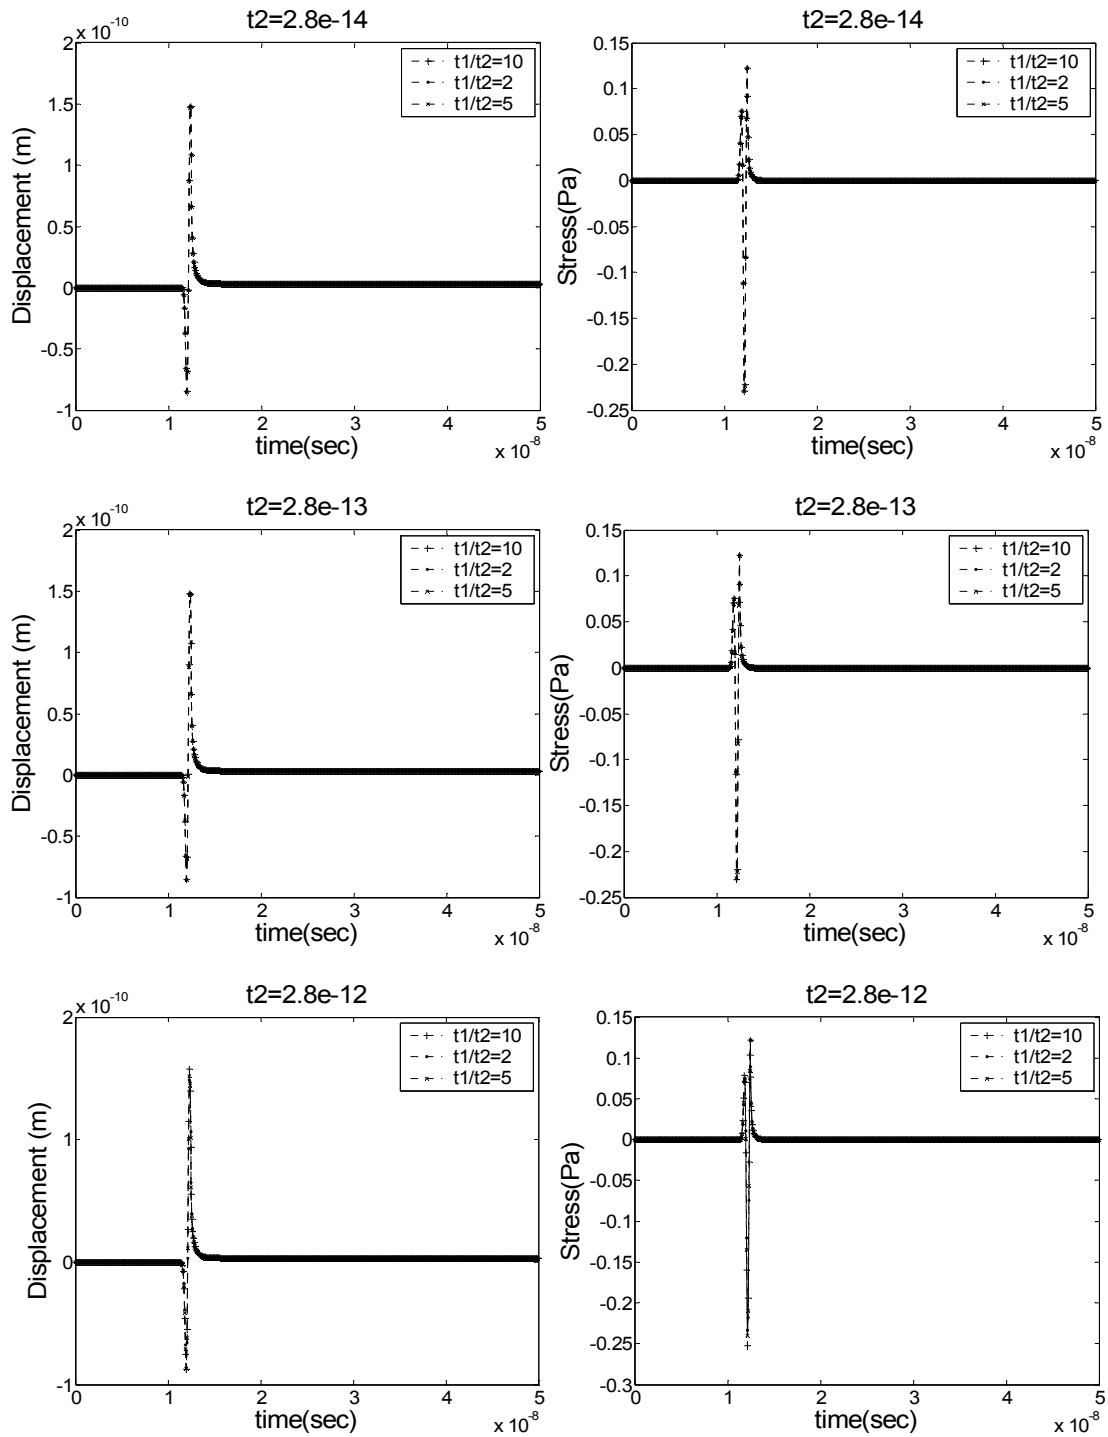 t2=2.8e-14
x 10^-10
2
1.5
1
0.5
0
-0.5
-1
0
1
2
3
4
5
x 10^-8
Displacement (m)
time(sec)
t1/t2=10
t1/t2=2
t1/t2=5
t2=2.8e-14
0.15
0.1
0.05
0
-0.05
-0.1
-0.15
-0.2
-0.25
0
1
2
3
4
5
x 10^-8
Stress(Pa)
time(sec)
t1/t2=10
t1/t2=2
t1/t2=5
t2=2.8e-13
x 10^-10
2
1.5
1
0.5
0
-0.5
-1
0
1
2
3
4
5
x 10^-8
Displacement (m)
time(sec)
t1/t2=10
t1/t2=2
t1/t2=5
t2=2.8e-13
0.15
0.1
0.05
0
-0.05
-0.1
-0.15
-0.2
-0.25
0
1
2
3
4
5
x 10^-8
Stress(Pa)
time(sec)
t1/t2=10
t1/t2=2
t1/t2=5
t2=2.8e-12
x 10^-10
2
1
0
-1
0
1
2
3
4
5
x 10^-8
Displacement (m)
time(sec)
t1/t2=10
t1/t2=2
t1/t2=5
t2=2.8e-12
0.15
0.1
0.05
0
-0.05
-0.1
-0.15
-0.2
-0.25
-0.3
0
1
2
3
4
5
x 10^-8
Stress(Pa)
time(sec)
t1/t2=10
t1/t2=2
t1/t2=5